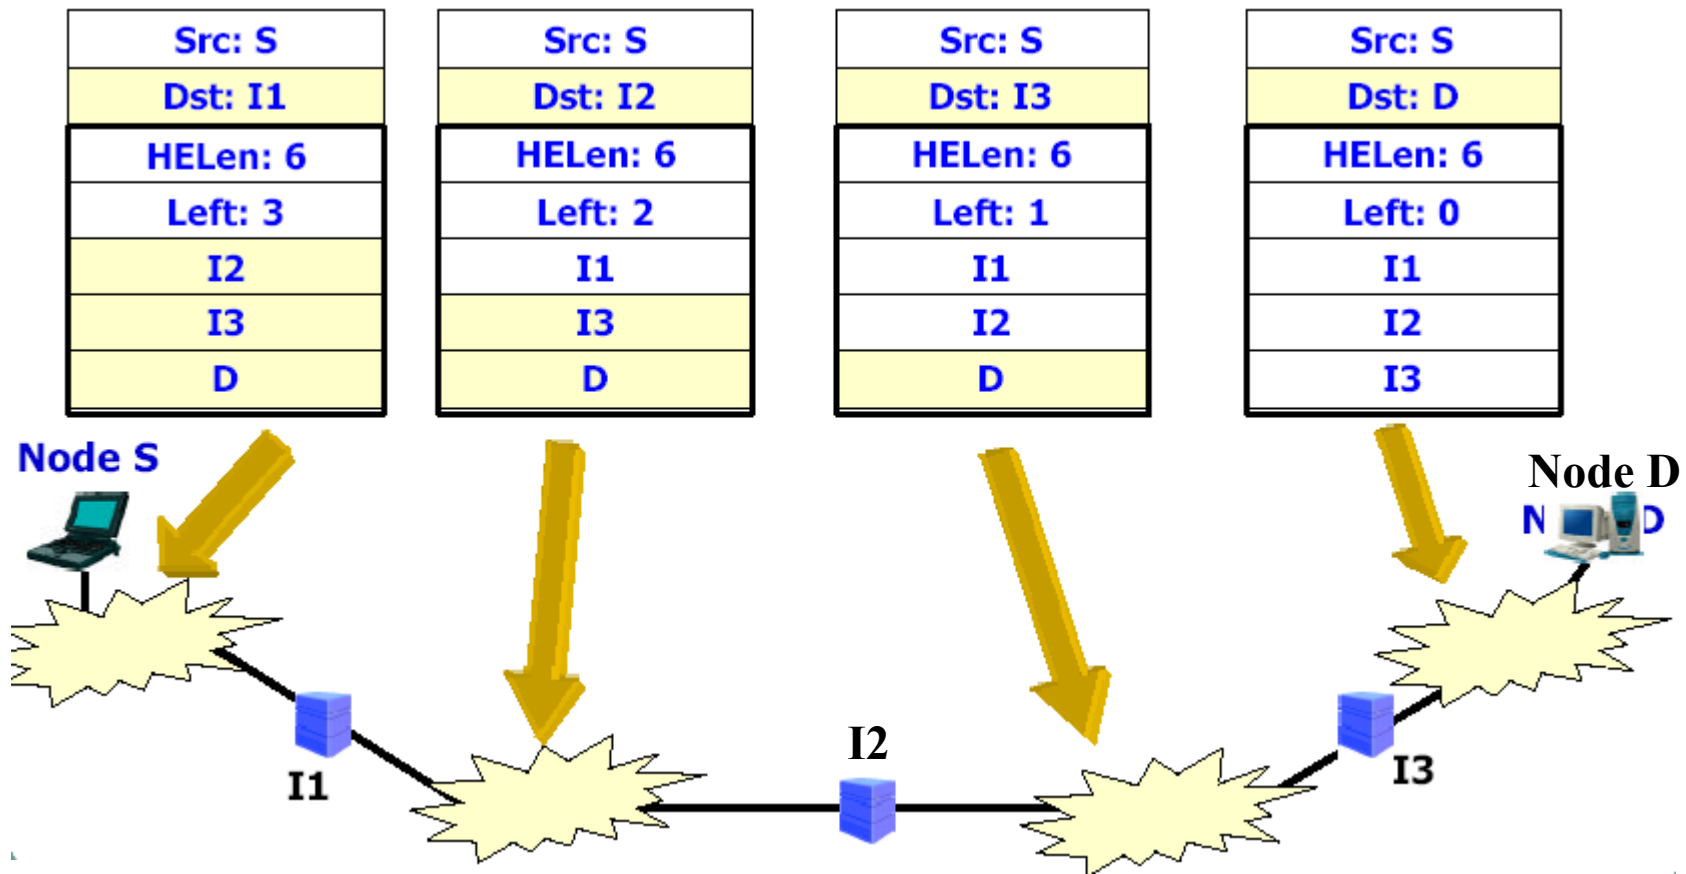 Src: S
Dst: I1
HELen: 6
Left: 3
I2
I3
D
Src: S
Dst: I2
HELen: 6
Left: 2
I1
I3
D
Src: S
Dst: I3
HELen: 6
Left: 1
I1
I2
D
Src: S
Dst: D
HELen: 6
Left: 0
I1
I2
I3
Node S
Node D
I1
I2
I3